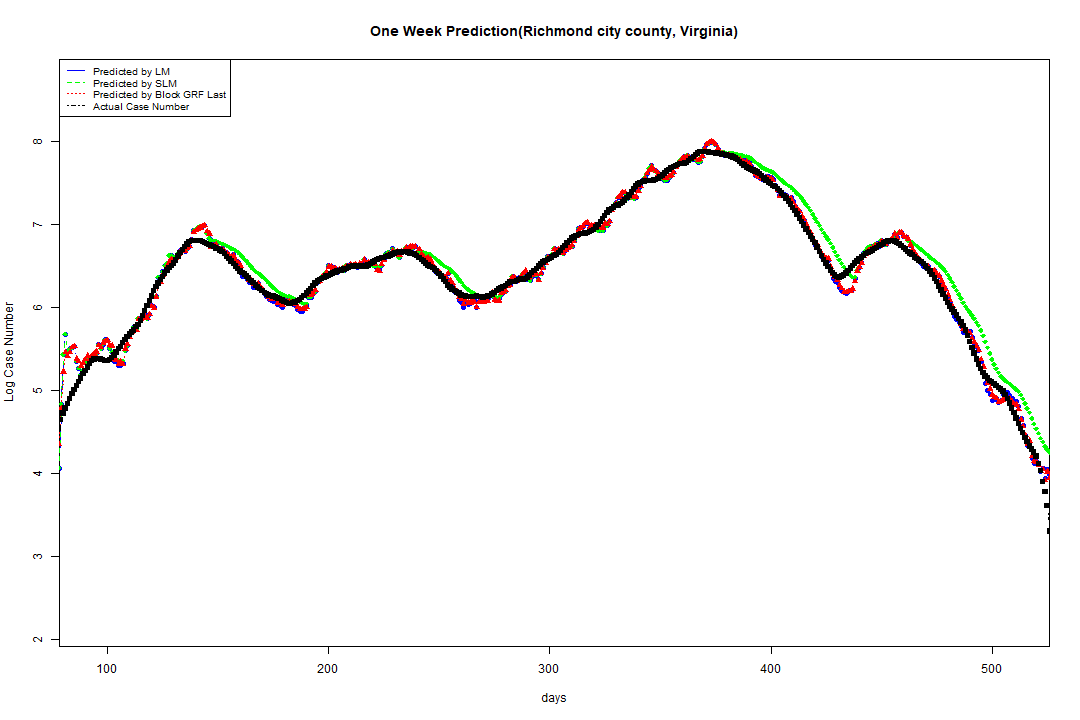 One Week Prediction(Richmond city county, Virginia)
Predicted by LM
Predicted by SLM
Predicted by Block GRF Last
Actual Case Number
8
7
6
5
4
3
2
Log Case Number
100 200 300 400 500
days